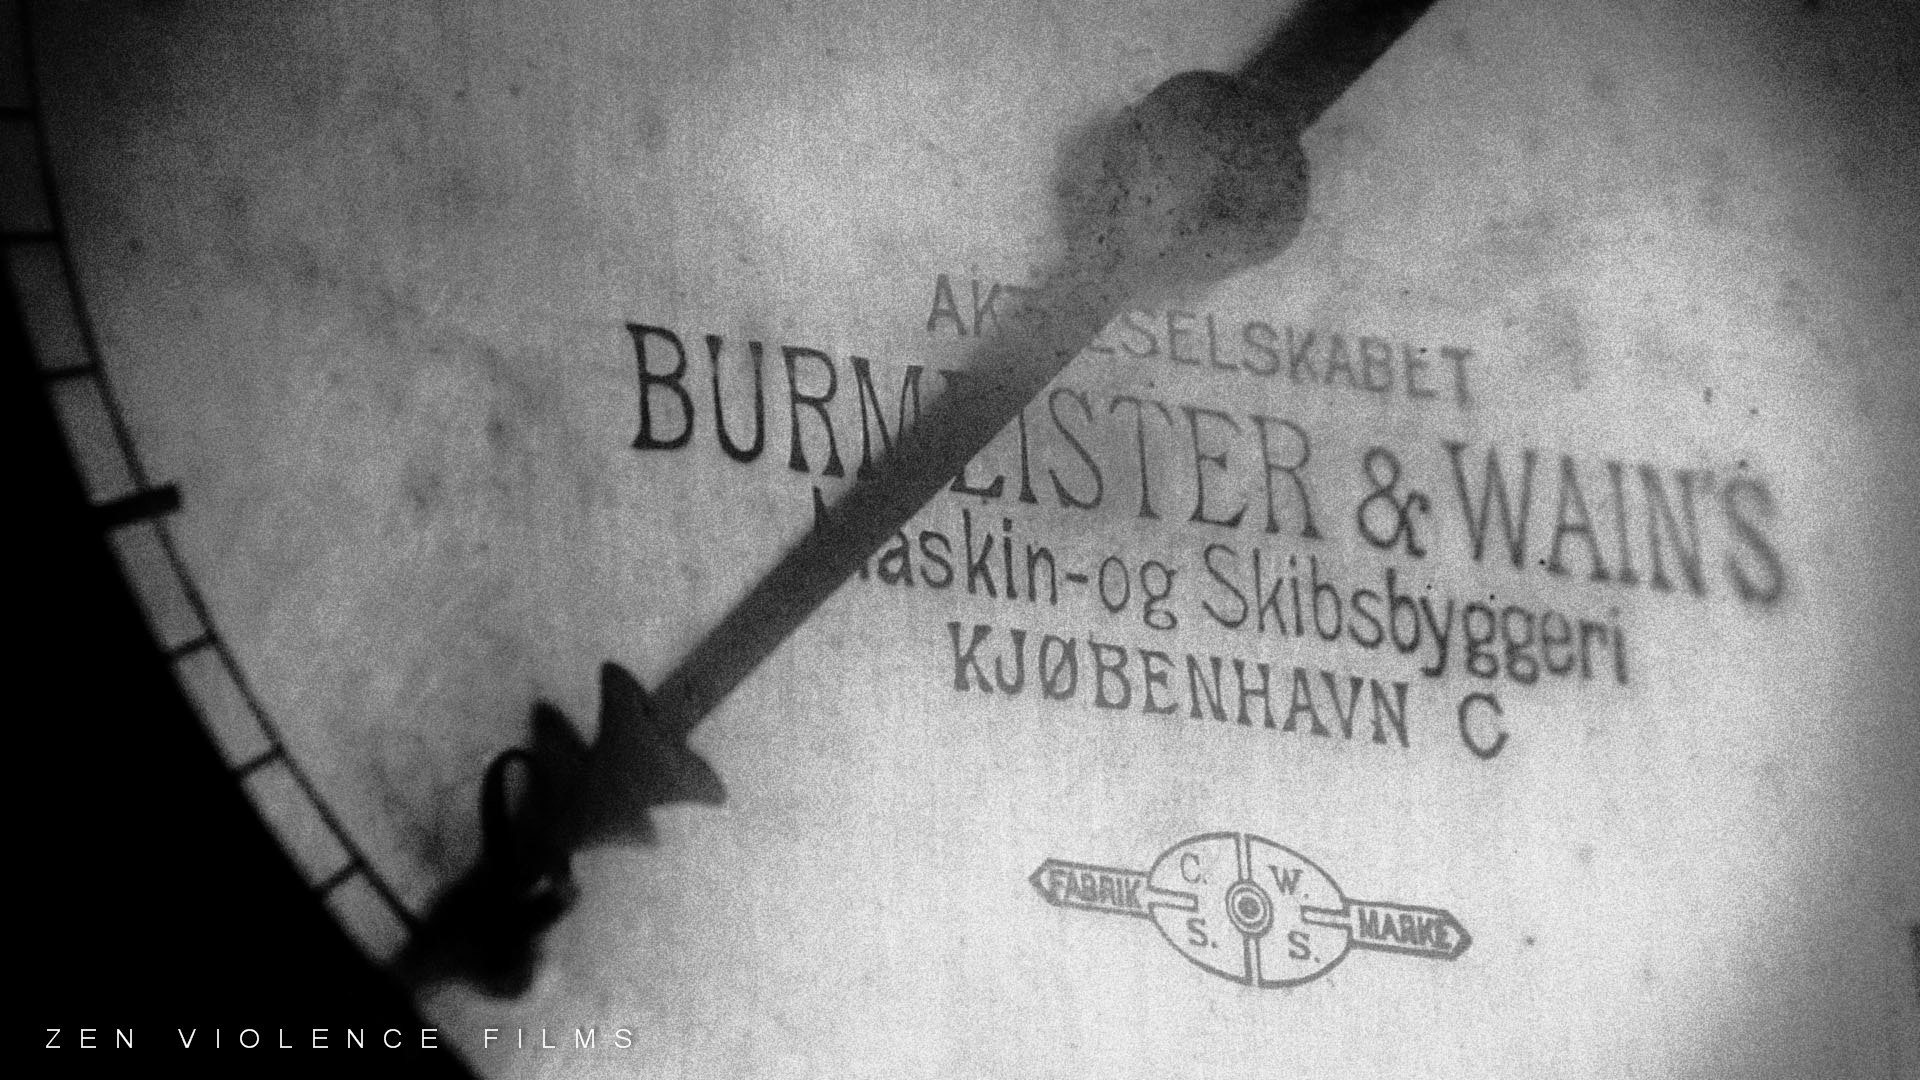 BURMEISTER & WAIN'S
Maskin-og Skibsbyggeri
KJØBENHAVN C
FABRIK C. W. S. S. MARKE
ZEN VIOLENCE FILMS